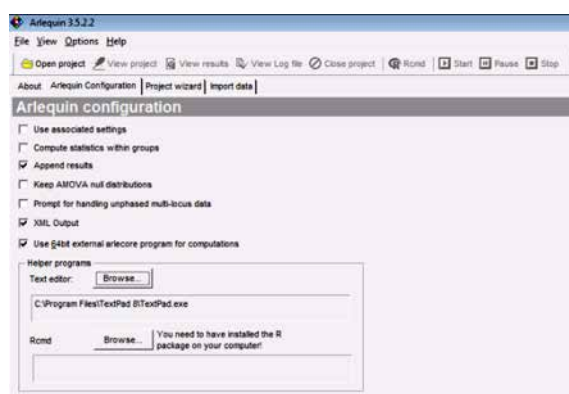 Arlequin 3.5.2.2
File View Options Help
Open project View project View results View Log file Close project Rcmd Start Pause Stop
About Arlequin Configuration Project wizard Import data
Arlequin configuration
Use associated settings
Compute statistics within groups
Append results
Keep AMOVA null distributions
Prompt for handling unphased multi-locus data
XML Output
Use 64bit external arlecore program for computations
Helper programs
Text editor: Browse...
C:\Program Files\TextPad 8\TextPad.exe
Rcmd Browse... You need to have installed the R
package on your computer!